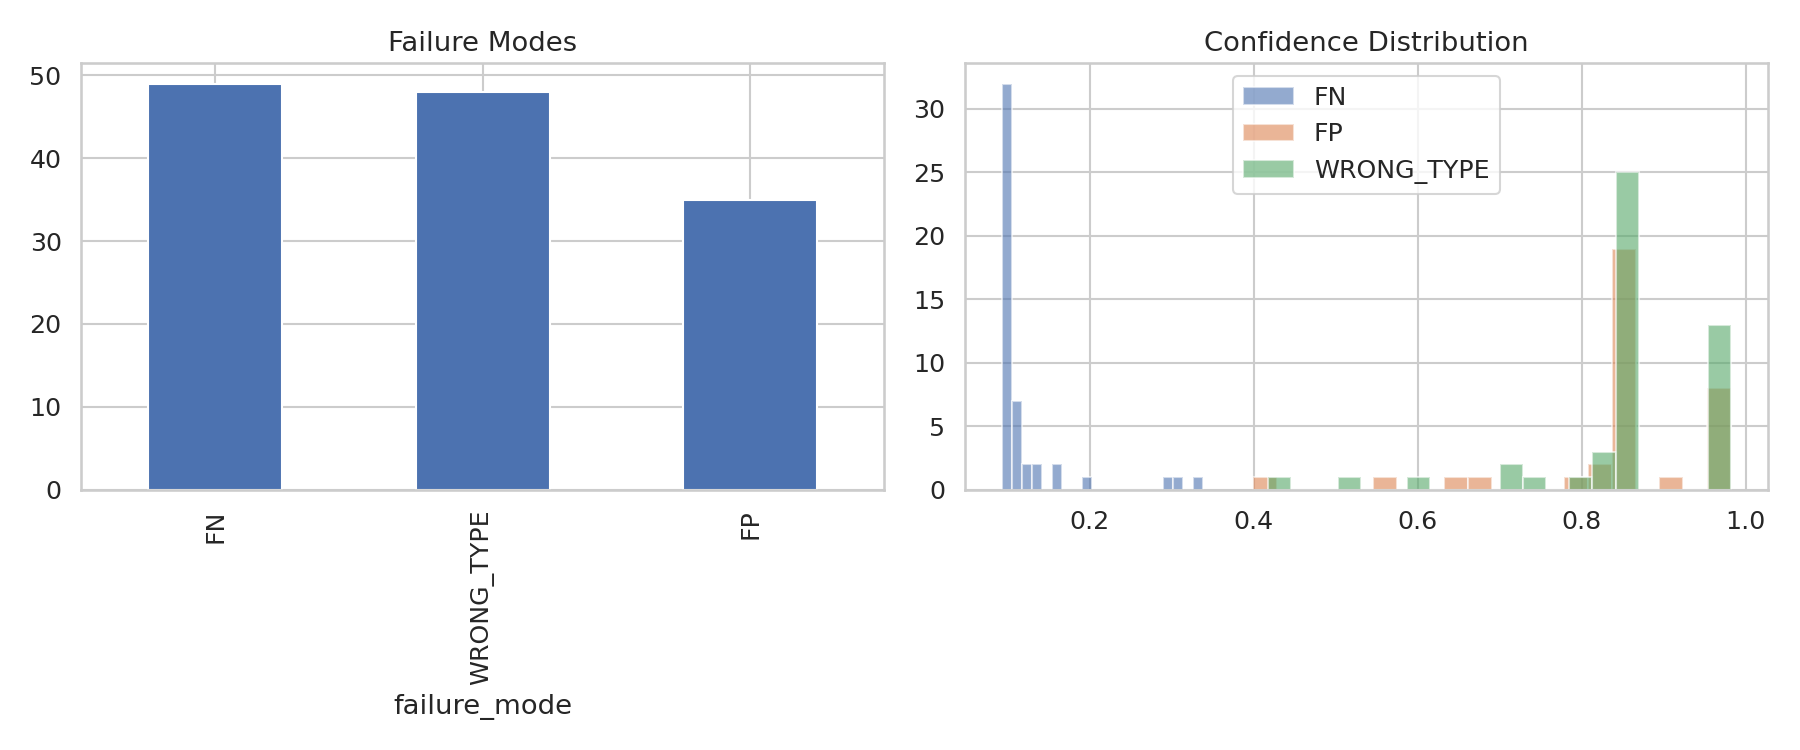 Failure Modes
50
40
30
20
10
0
FN
WRONG_TYPE
FP
failure_mode
Confidence Distribution
FN
FP
WRONG_TYPE
30
25
20
15
10
5
0
0.2
0.4
0.6
0.8
1.0